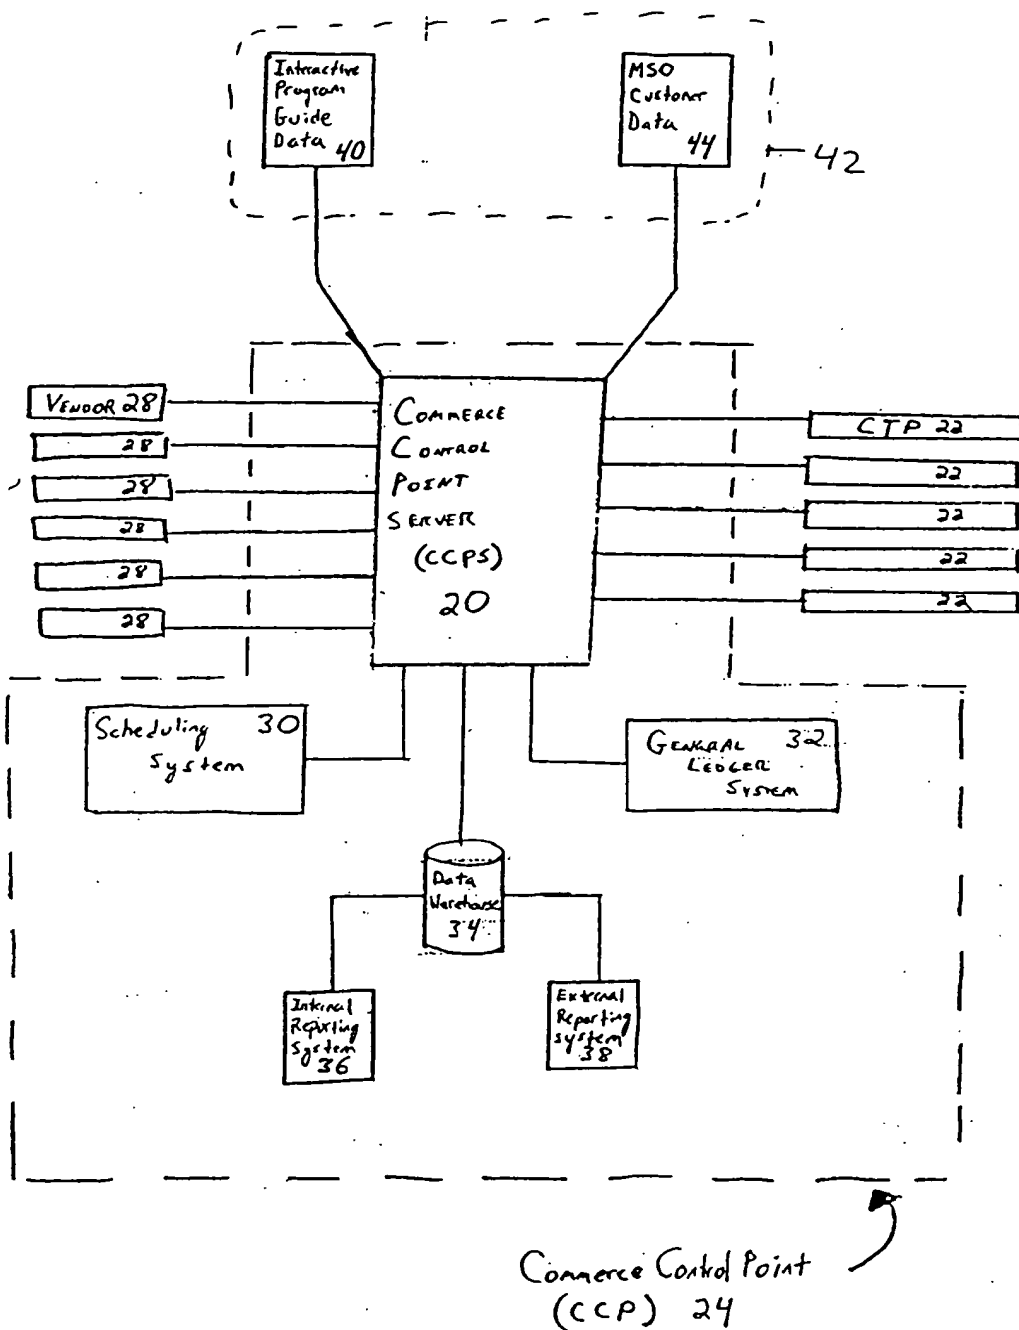 Interactive
Program
Guide
Data 40
MSO
Customer
Data
44
42
VENDOR 28
28
28
28
28
28
COMMERCE
CONTROL
POINT
SERVER
(CCPS)
20
CTP 22
22
22
22
22
Scheduling 30
System
GENERAL 32
LEDGER
SYSTEM
Data
Warehouse
34
Internal
Reporting
System
36
External
Reporting
System
38
Commerce Control Point
(CCP) 24